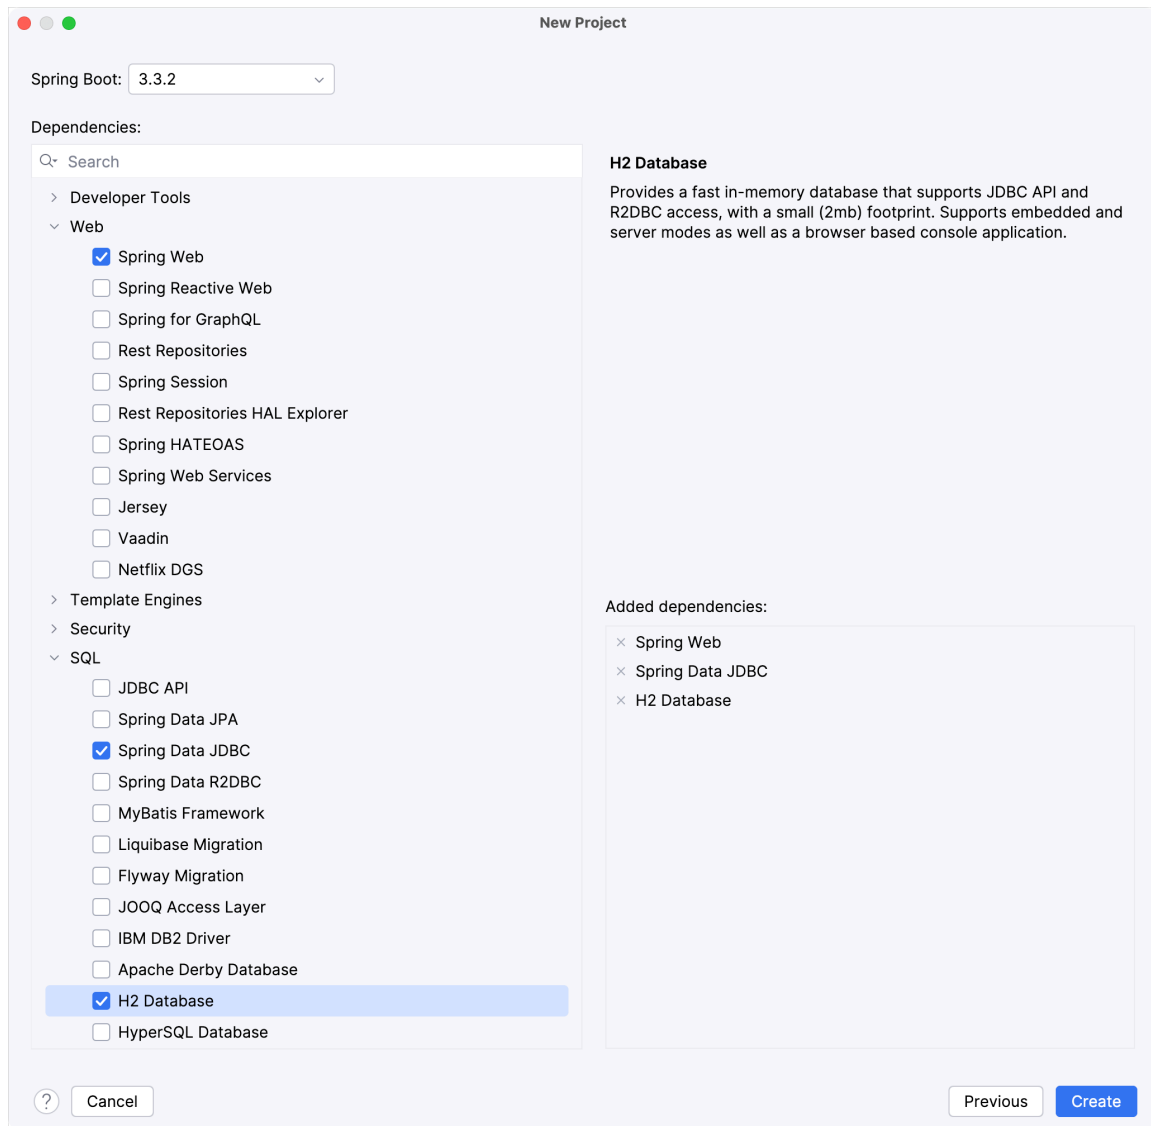 New Project
Spring Boot: 3.3.2
Dependencies:
Search
Developer Tools
Web
Spring Web
Spring Reactive Web
Spring for GraphQL
Rest Repositories
Spring Session
Rest Repositories HAL Explorer
Spring HATEOAS
Spring Web Services
Jersey
Vaadin
Netflix DGS
Template Engines
Security
SQL
JDBC API
Spring Data JPA
Spring Data JDBC
Spring Data R2DBC
MyBatis Framework
Liquibase Migration
Flyway Migration
JOOQ Access Layer
IBM DB2 Driver
Apache Derby Database
H2 Database
HyperSQL Database
H2 Database
Provides a fast in-memory database that supports JDBC API and
R2DBC access, with a small (2mb) footprint. Supports embedded and
server modes as well as a browser based console application.
Added dependencies:
Spring Web
Spring Data JDBC
H2 Database
? Cancel Previous Create